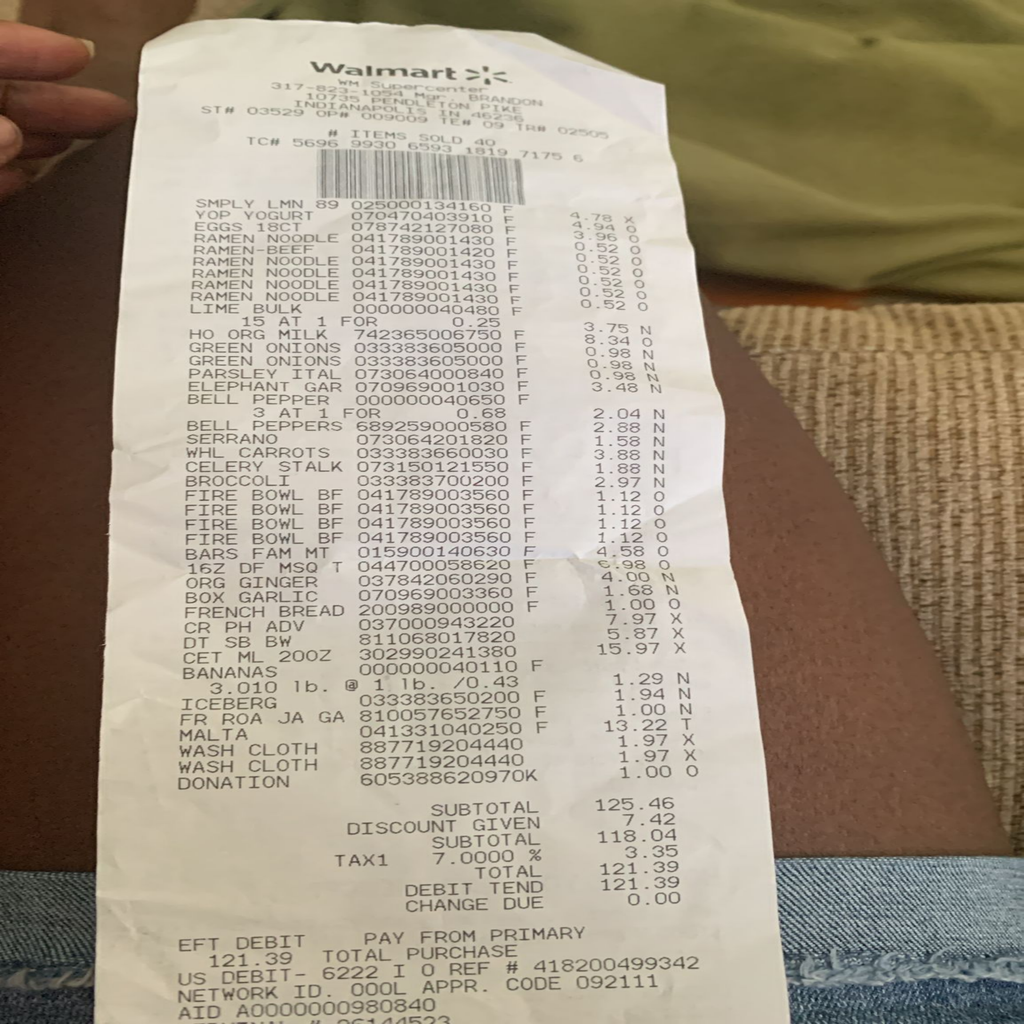 Walmart
WM Supercenter
317-823-1054 Mgr. BRANDON
10735 PENDLETON PIKE
INDIANAPOLIS IN 46236
ST# 03529 OP# 009009 TE# 09 TR# 02505
# ITEMS SOLD 40
TC# 5696 9930 6593 1819 7175 6
SMPLY LMN 89 025000134160 F 4.78 X
YOP YOGURT 070470403910 F 4.94 O
EGGS 18CT 078742127080 F 3.96 O
RAMEN NOODLE 041789001430 F 0.52 O
RAMEN-BEEF 041789001420 F 0.52 O
RAMEN NOODLE 041789001430 F 0.52 O
RAMEN NOODLE 041789001430 F 0.52 O
RAMEN NOODLE 041789001430 F 0.52 O
RAMEN NOODLE 041789001430 F 0.52 O
LIME BULK 000000040480 F
15 AT 1 FOR 0.25 3.75 N
HO ORG MILK 742365006750 F 8.34 O
GREEN ONIONS 033383605000 F 0.98 N
GREEN ONIONS 033383605000 F 0.98 N
PARSLEY ITAL 073064000840 F 0.98 N
ELEPHANT GAR 070969001030 F 3.48 N
BELL PEPPER 000000040650 F
3 AT 1 FOR 0.68 2.04 N
BELL PEPPERS 689259000580 F 2.88 N
SERRANO 073064201820 F 1.58 N
WHL CARROTS 033383660030 F 3.88 N
CELERY STALK 073150121550 F 1.88 N
BROCCOLI 033383700200 F 2.97 N
FIRE BOWL BF 041789003560 F 1.12 O
FIRE BOWL BF 041789003560 F 1.12 O
FIRE BOWL BF 041789003560 F 1.12 O
FIRE BOWL BF 041789003560 F 1.12 O
BARS FAM MT 015900140630 F 4.58 O
16Z DF MSQ T 044700058620 F 6.98 O
ORG GINGER 037842060290 F 4.00 N
BOX GARLIC 070969003360 F 1.68 N
FRENCH BREAD 200989000000 F 1.00 O
CR PH ADV 037000943220 7.97 X
DT SB BW 811068017820 5.87 X
CET ML 20OZ 302990241380 15.97 X
BANANAS 000000040110 F
3.010 lb. @ 1 lb. /0.43 1.29 N
ICEBERG 033383650200 F 1.94 N
FR ROA JA GA 810057652750 F 1.00 N
MALTA 041331040250 F 13.22 T
WASH CLOTH 887719204440 1.97 X
WASH CLOTH 887719204440 1.97 X
DONATION 605388620970K 1.00 O
SUBTOTAL 125.46
DISCOUNT GIVEN 7.42
SUBTOTAL 118.04
TAX1 7.0000 % 3.35
TOTAL 121.39
DEBIT TEND 121.39
CHANGE DUE 0.00
EFT DEBIT PAY FROM PRIMARY
121.39 TOTAL PURCHASE
US DEBIT- 6222 I 0 REF # 418200499342
NETWORK ID. 000L APPR. CODE 092111
AID A0000000980840